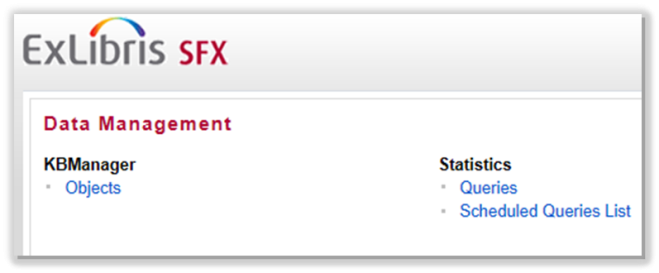 ExLibris SFX
Data Management
KBManager
Objects
Statistics
Queries
Scheduled Queries List